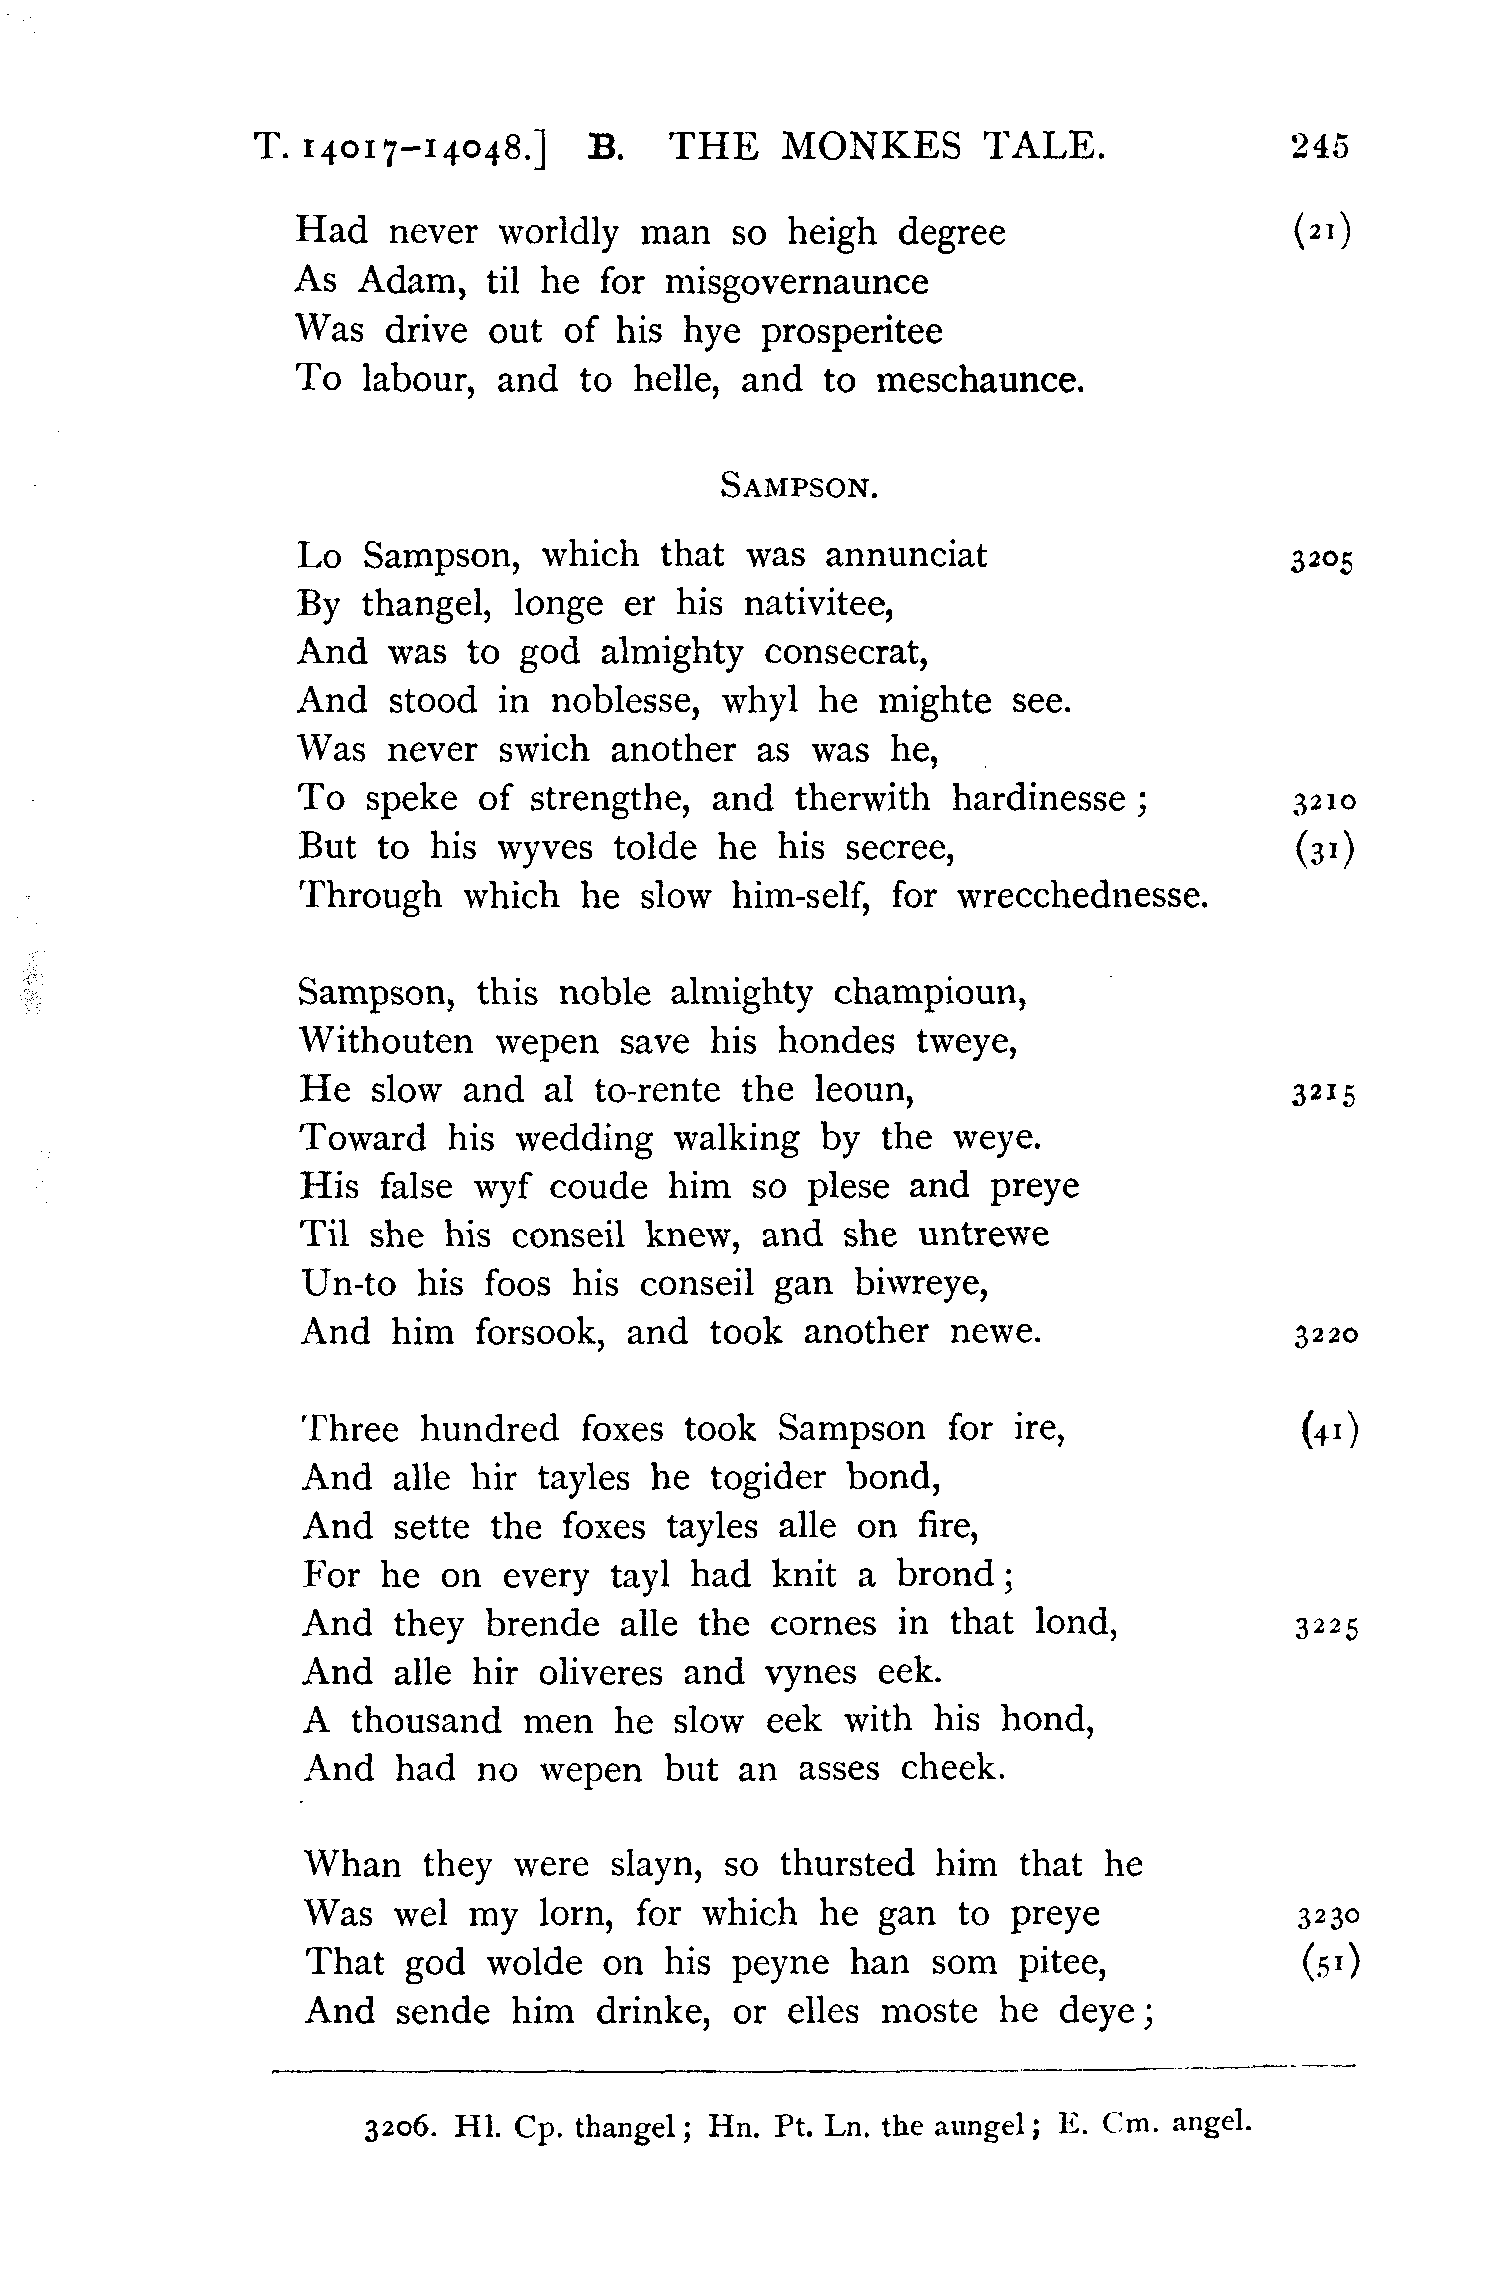 T. 14017–14048.] B. THE MONKES TALE. 245
Had never worldly man so heigh degree (21)
As Adam, til he for misgovernaunce
Was drive out of his hye prosperitee
To labour, and to helle, and to meschaunce.
SAMPSON.
Lo Sampson, which that was annunciat 3205
By thangel, longe er his nativitee,
And was to god almighty consecrat,
And stood in noblesse, whyl he mighte see.
Was never swich another as was he,
To speke of strengthe, and therwith hardinesse ; 3210
But to his wyves tolde he his secree, (31)
Through which he slow him-self, for wrecchednesse.
Sampson, this noble almighty champioun,
Withouten wepen save his hondes tweye,
He slow and al to-rente the leoun, 3215
Toward his wedding walking by the weye.
His false wyf coude him so plese and preye
Til she his conseil knew, and she untrewe
Un-to his foos his conseil gan biwreye,
And him forsook, and took another newe. 3220
Three hundred foxes took Sampson for ire, (41)
And alle hir tayles he togider bond,
And sette the foxes tayles alle on fire,
For he on every tayl had knit a brond ;
And they brende alle the cornes in that lond, 3225
And alle hir oliveres and vynes eek.
A thousand men he slow eek with his hond,
And had no wepen but an asses cheek.
Whan they were slayn, so thursted him that he
Was wel my lorn, for which he gan to preye 3230
That god wolde on his peyne han som pitee, (51)
And sende him drinke, or elles moste he deye ;
3206. Hl. Cp. thangel ; Hn. Pt. Ln. the aungel ; E. Cm. angel.